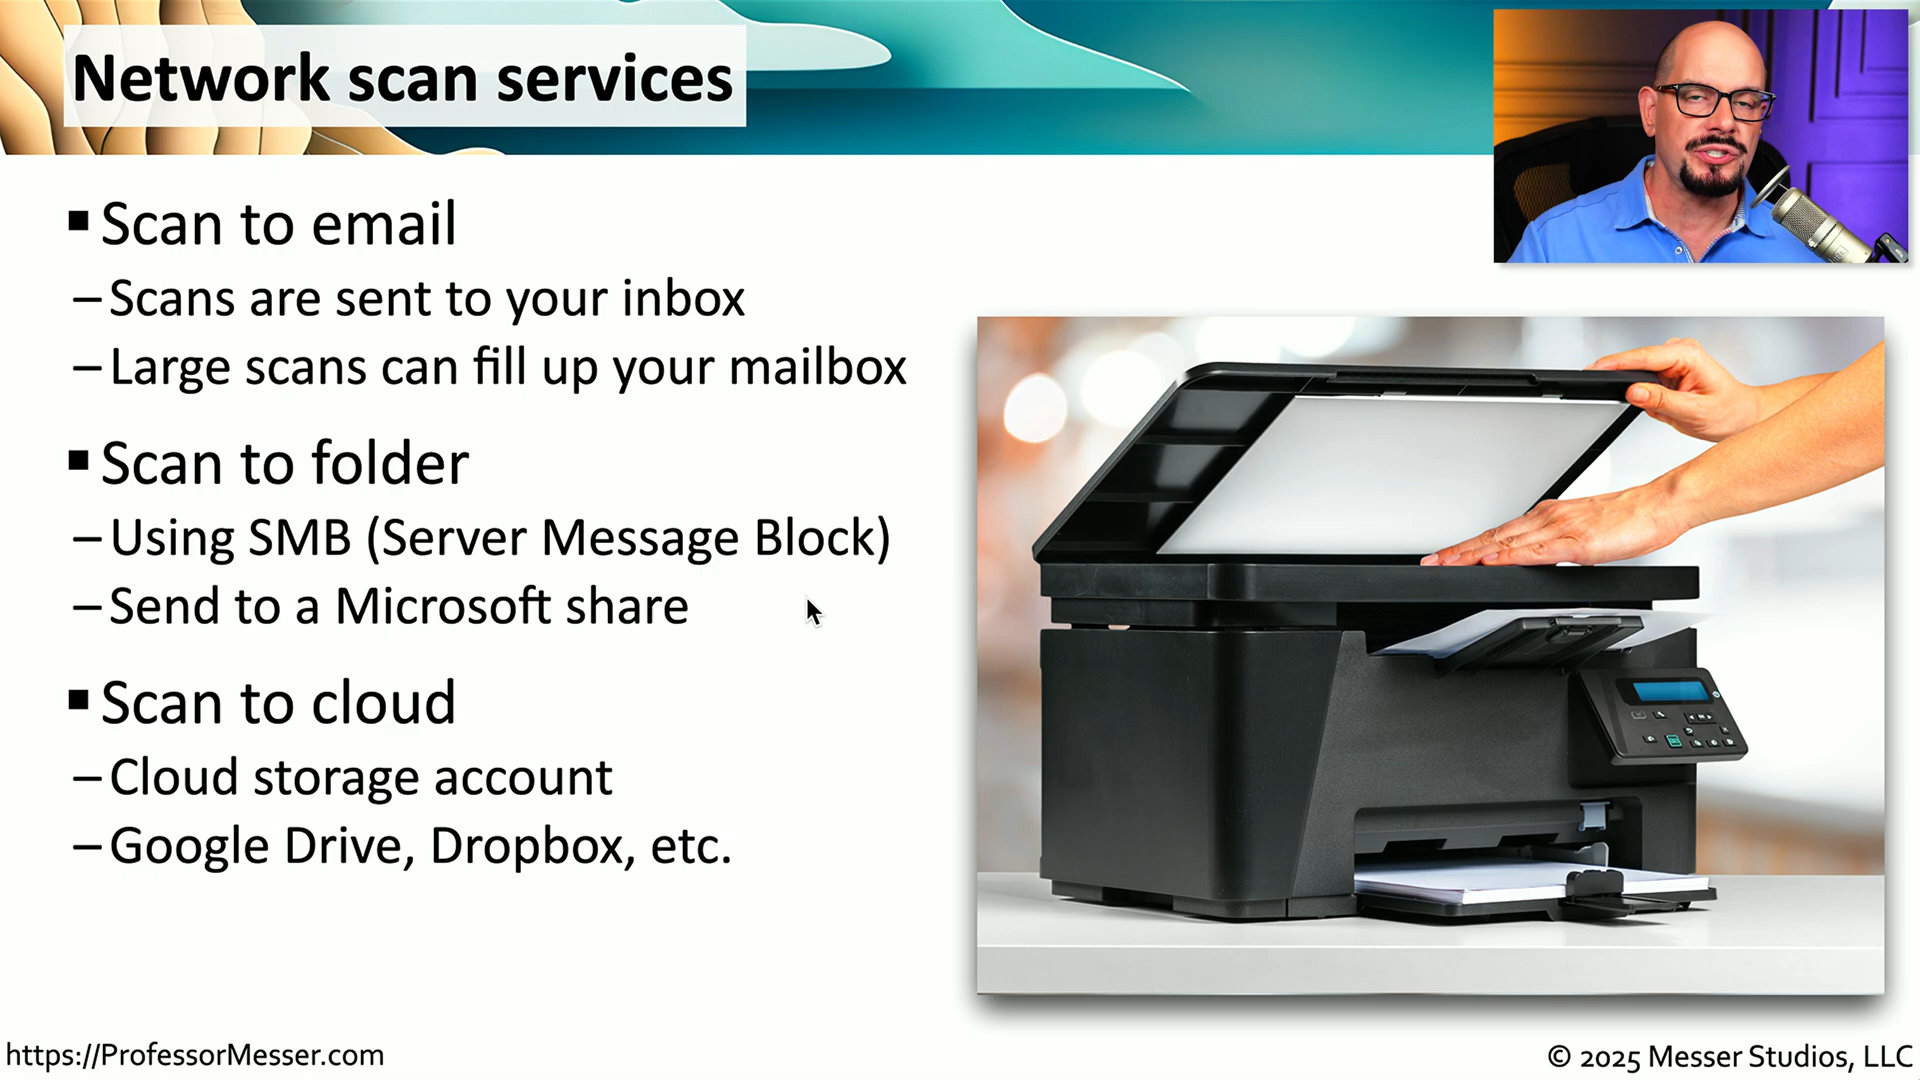 Network scan services
▪ Scan to email
– Scans are sent to your inbox
– Large scans can fill up your mailbox
▪ Scan to folder
– Using SMB (Server Message Block)
– Send to a Microsoft share
▪ Scan to cloud
– Cloud storage account
– Google Drive, Dropbox, etc.
https://ProfessorMesser.com
© 2025 Messer Studios, LLC